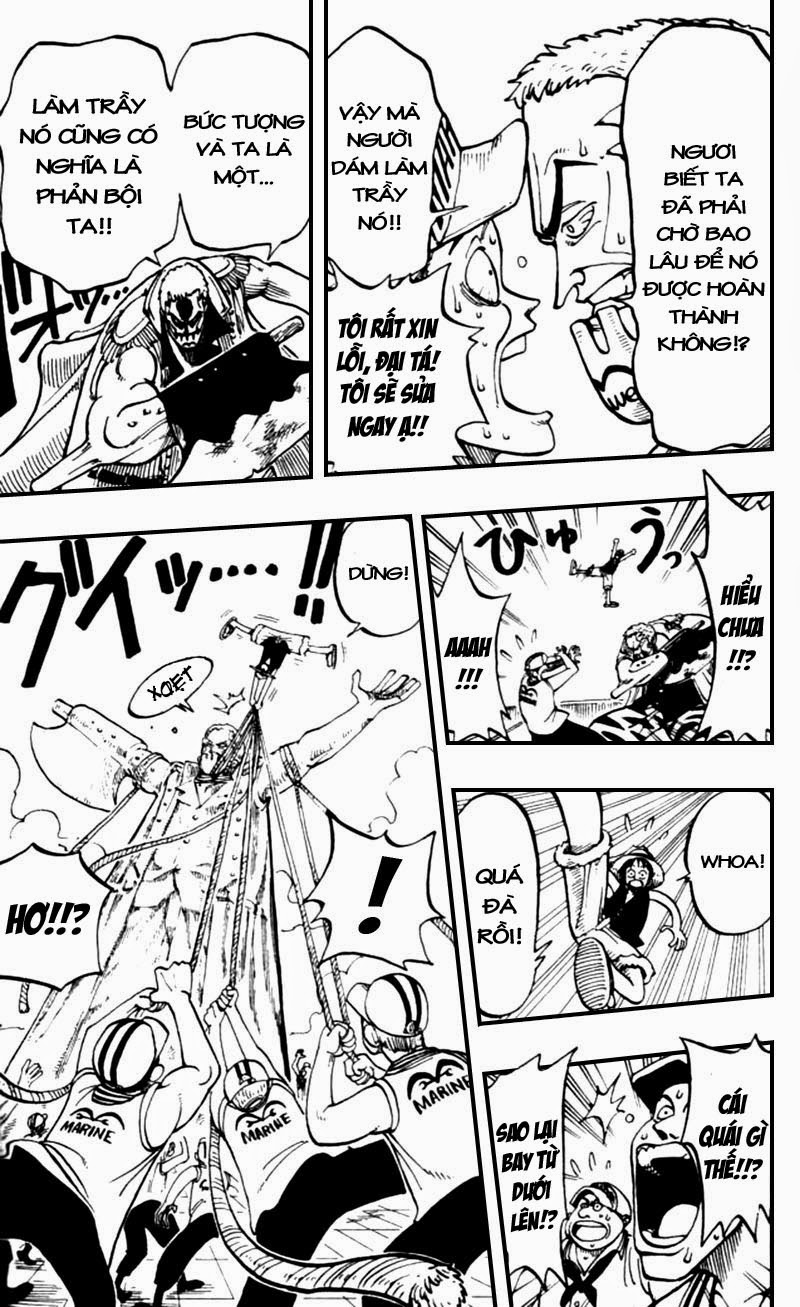 NGƯƠI
BIẾT TA
ĐÃ PHẢI
CHỜ BAO
LÂU ĐỂ NÓ
ĐƯỢC HOÀN
THÀNH
KHÔNG!?
VẬY MÀ
NGƯỜI
DÁM LÀM
TRẦY
NÓ!!
TÔI RẤT XIN
LỖI, ĐẠI TÁ!
TÔI SẼ SỬA
NGAY Ạ!!
BỨC TƯỢNG
VÀ TA LÀ
MỘT...
LÀM TRẦY
NÓ CŨNG CÓ
NGHĨA LÀ
PHẢN BỘI
TA!!
HIỂU
CHƯA
!!?
ひゅうっ
AAAH
!!!
WHOA!
QUÁ
ĐÀ
RỒI!
CÁI
QUÁI GÌ
THẾ!!?
SAO LẠI
BAY TỪ
DƯỚI
LÊN!?
DỪNG!
グイッ...!!
XOẸT
!
HƠ!!?
MARINE
MARINE
MARINE